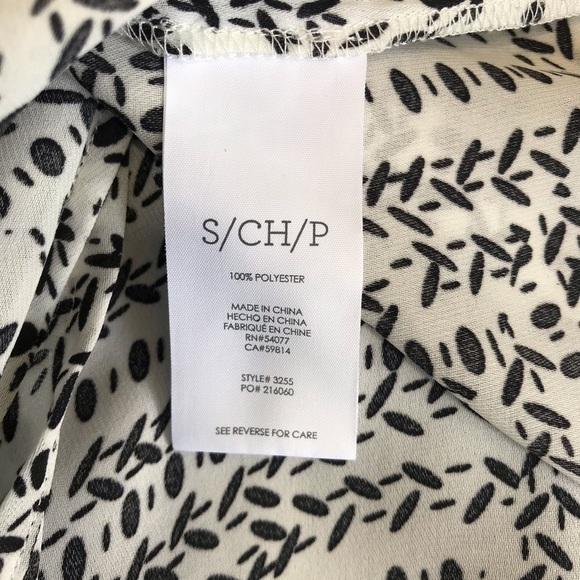 S/CH/P
100% POLYESTER
MADE IN CHINA
HECHO EN CHINA
FABRIQUÉ EN CHINE
RN#54077
CA#59814
STYLE# 3255
PO# 216060
SEE REVERSE FOR CARE